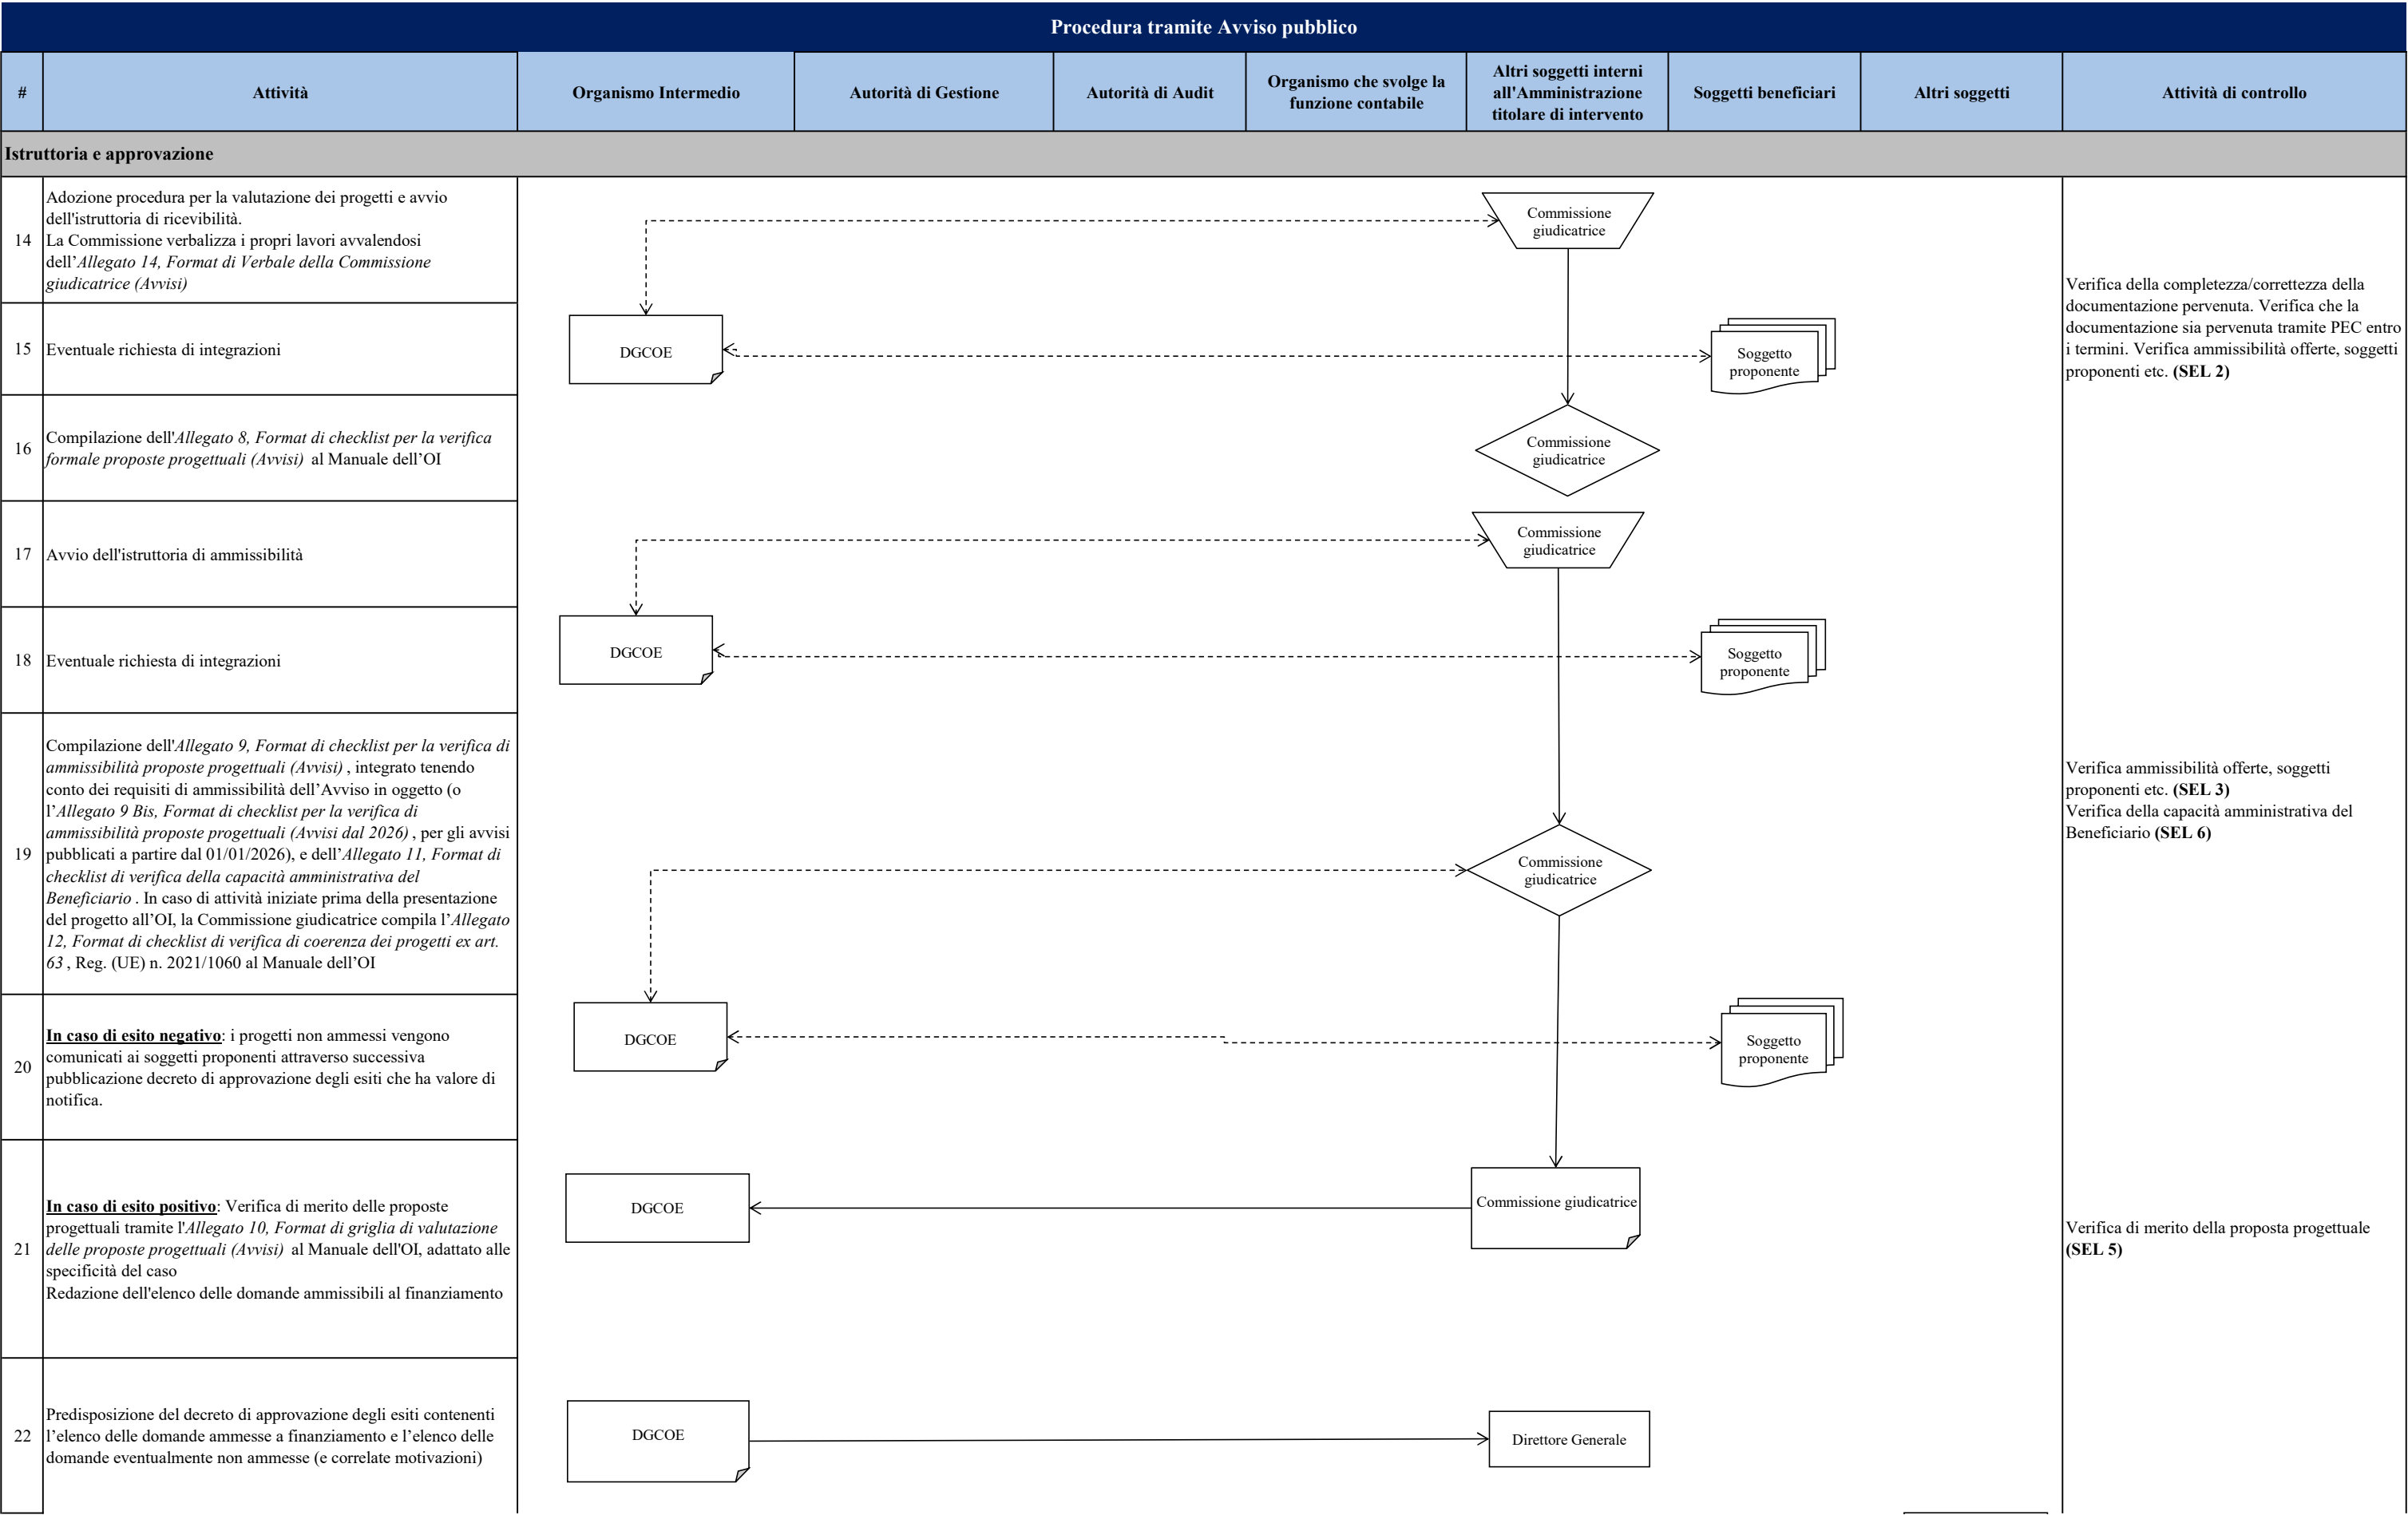 Procedura tramite Avviso pubblico
#
Attività
Organismo Intermedio
Autorità di Gestione
Autorità di Audit
Organismo che svolge la
funzione contabile
Altri soggetti interni
all'Amministrazione
titolare di intervento
Soggetti beneficiari
Altri soggetti
Attività di controllo
Istruttoria e approvazione
14
Adozione procedura per la valutazione dei progetti e avvio
dell'istruttoria di ricevibilità.
La Commissione verbalizza i propri lavori avvalendosi
dell’Allegato 14, Format di Verbale della Commissione
giudicatrice (Avvisi)
Commissione
giudicatrice
15
Eventuale richiesta di integrazioni
DGCOE
Soggetto
proponente
Verifica della completezza/correttezza della
documentazione pervenuta. Verifica che la
documentazione sia pervenuta tramite PEC entro
i termini. Verifica ammissibilità offerte, soggetti
proponenti etc. (SEL 2)
16
Compilazione dell'Allegato 8, Format di checklist per la verifica
formale proposte progettuali (Avvisi) al Manuale dell’OI
Commissione
giudicatrice
17
Avvio dell'istruttoria di ammissibilità
Commissione
giudicatrice
18
Eventuale richiesta di integrazioni
DGCOE
Soggetto
proponente
19
Compilazione dell'Allegato 9, Format di checklist per la verifica di
ammissibilità proposte progettuali (Avvisi) , integrato tenendo
conto dei requisiti di ammissibilità dell’Avviso in oggetto (o
l’Allegato 9 Bis, Format di checklist per la verifica di
ammissibilità proposte progettuali (Avvisi dal 2026) , per gli avvisi
pubblicati a partire dal 01/01/2026), e dell’Allegato 11, Format di
checklist di verifica della capacità amministrativa del
Beneficiario . In caso di attività iniziate prima della presentazione
del progetto all’OI, la Commissione giudicatrice compila l’Allegato
12, Format di checklist di verifica di coerenza dei progetti ex art.
63 , Reg. (UE) n. 2021/1060 al Manuale dell’OI
Commissione
giudicatrice
Verifica ammissibilità offerte, soggetti
proponenti etc. (SEL 3)
Verifica della capacità amministrativa del
Beneficiario (SEL 6)
20
In caso di esito negativo: i progetti non ammessi vengono
comunicati ai soggetti proponenti attraverso successiva
pubblicazione decreto di approvazione degli esiti che ha valore di
notifica.
DGCOE
Soggetto
proponente
21
In caso di esito positivo: Verifica di merito delle proposte
progettuali tramite l'Allegato 10, Format di griglia di valutazione
delle proposte progettuali (Avvisi) al Manuale dell'OI, adattato alle
specificità del caso
Redazione dell'elenco delle domande ammissibili al finanziamento
DGCOE
Commissione giudicatrice
Verifica di merito della proposta progettuale
(SEL 5)
22
Predisposizione del decreto di approvazione degli esiti contenenti
l’elenco delle domande ammesse a finanziamento e l’elenco delle
domande eventualmente non ammesse (e correlate motivazioni)
DGCOE
Direttore Generale